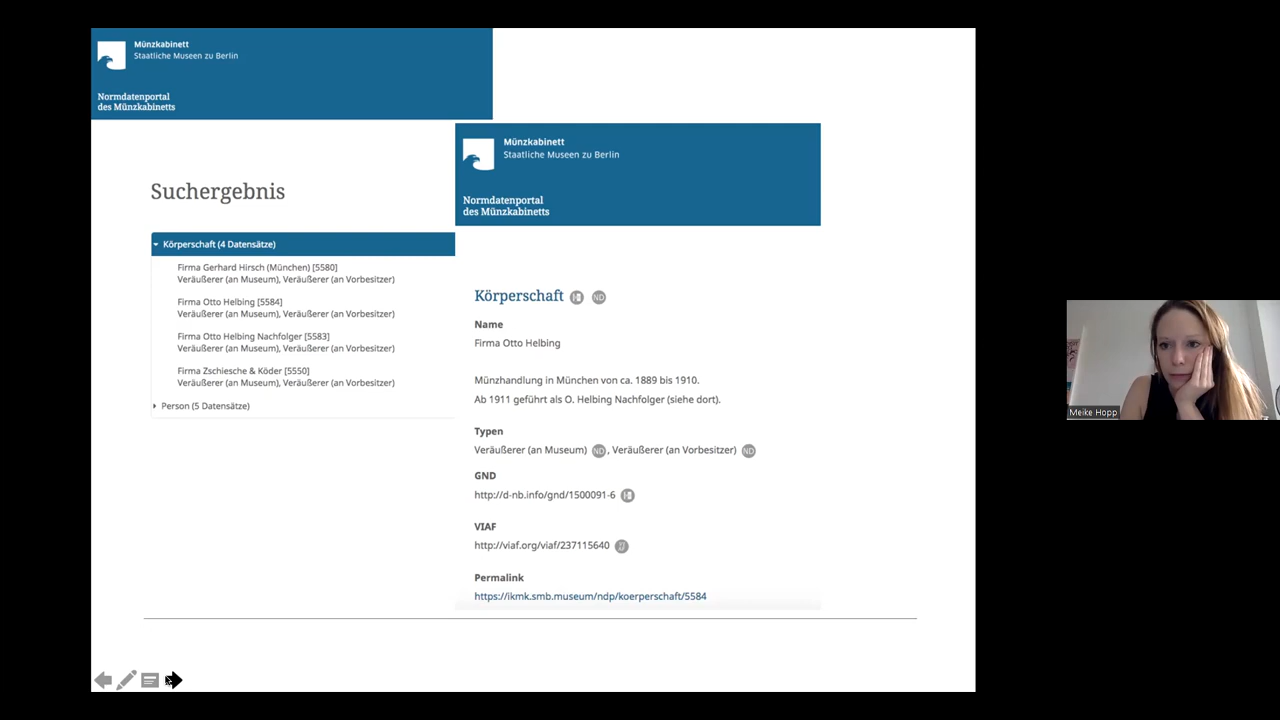 Münzkabinett
Staatliche Museen zu Berlin
Normdatenportal
des Münzkabinetts
Suchergebnis
Körperschaft (4 Datensätze)
Firma Gerhard Hirsch (München) [5580]
Veräußerer (an Museum), Veräußerer (an Vorbesitzer)
Firma Otto Helbing [5584]
Veräußerer (an Museum), Veräußerer (an Vorbesitzer)
Firma Otto Helbing Nachfolger [5583]
Veräußerer (an Museum), Veräußerer (an Vorbesitzer)
Firma Zschiesche & Köder [5550]
Veräußerer (an Museum), Veräußerer (an Vorbesitzer)
Person (5 Datensätze)
Münzkabinett
Staatliche Museen zu Berlin
Normdatenportal
des Münzkabinetts
Körperschaft ND
Name
Firma Otto Helbing
Münzhandlung in München von ca. 1889 bis 1910.
Ab 1911 geführt als O. Helbing Nachfolger (siehe dort).
Typen
Veräußerer (an Museum) ND, Veräußerer (an Vorbesitzer) ND
GND
http://d-nb.info/gnd/1500091-6
VIAF
http://viaf.org/viaf/237115640
Permalink
https://ikmk.smb.museum/ndp/koerperschaft/5584
Meike Hopp